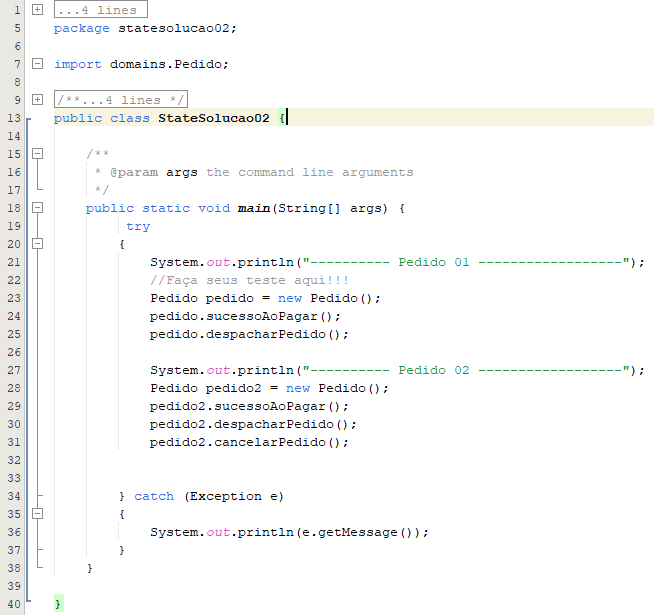 1 ...4 lines
5 package statesolucao02;
6
7 import domains.Pedido;
8
9 /**...4 lines */
13 public class StateSolucao02 {
14
15 /**
16 * @param args the command line arguments
17 */
18 public static void main(String[] args) {
19 try
20 {
21 System.out.println("---------- Pedido 01 ------------------");
22 //Faça seus teste aqui!!!
23 Pedido pedido = new Pedido();
24 pedido.sucessoAoPagar();
25 pedido.despacharPedido();
26
27 System.out.println("---------- Pedido 02 ------------------");
28 Pedido pedido2 = new Pedido();
29 pedido2.sucessoAoPagar();
30 pedido2.despacharPedido();
31 pedido2.cancelarPedido();
32
33
34 } catch (Exception e)
35 {
36 System.out.println(e.getMessage());
37 }
38 }
39
40 }